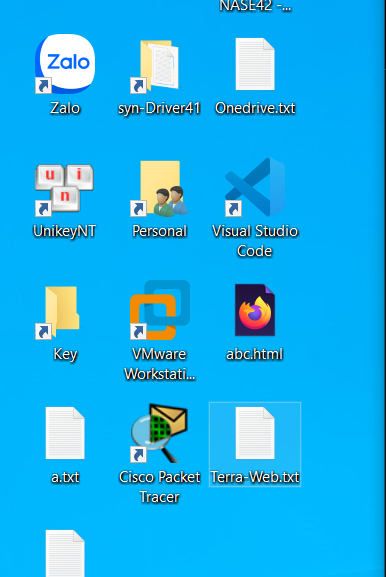 NASE42 -...
Zalo
Zalo
syn-Driver41
Onedrive.txt
u i
n
UnikeyNT
Personal
Visual Studio
Code
Key
VMware
Workstati...
abc.html
a.txt
Cisco Packet
Tracer
Terra-Web.txt